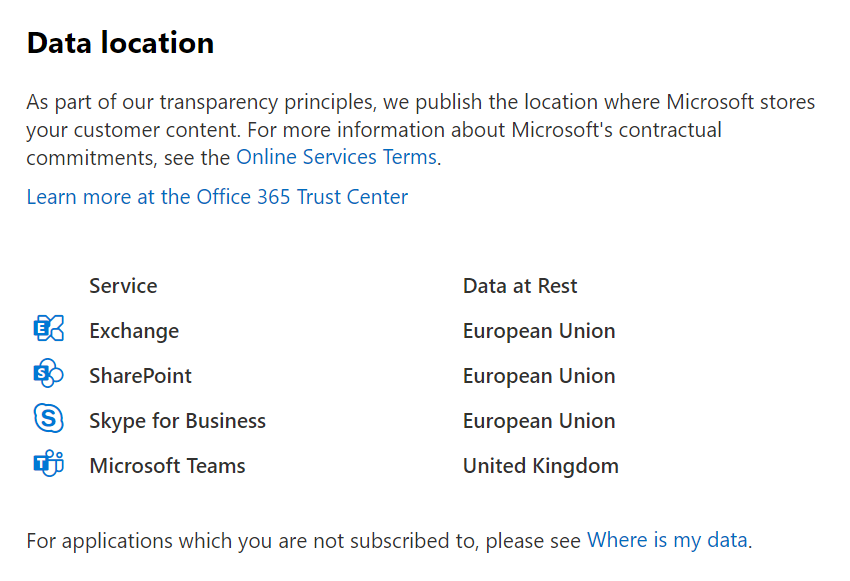 Data location
As part of our transparency principles, we publish the location where Microsoft stores
your customer content. For more information about Microsoft's contractual
commitments, see the Online Services Terms.
Learn more at the Office 365 Trust Center
Service Data at Rest
E Exchange European Union
S SharePoint European Union
S Skype for Business European Union
T Microsoft Teams United Kingdom
For applications which you are not subscribed to, please see Where is my data.